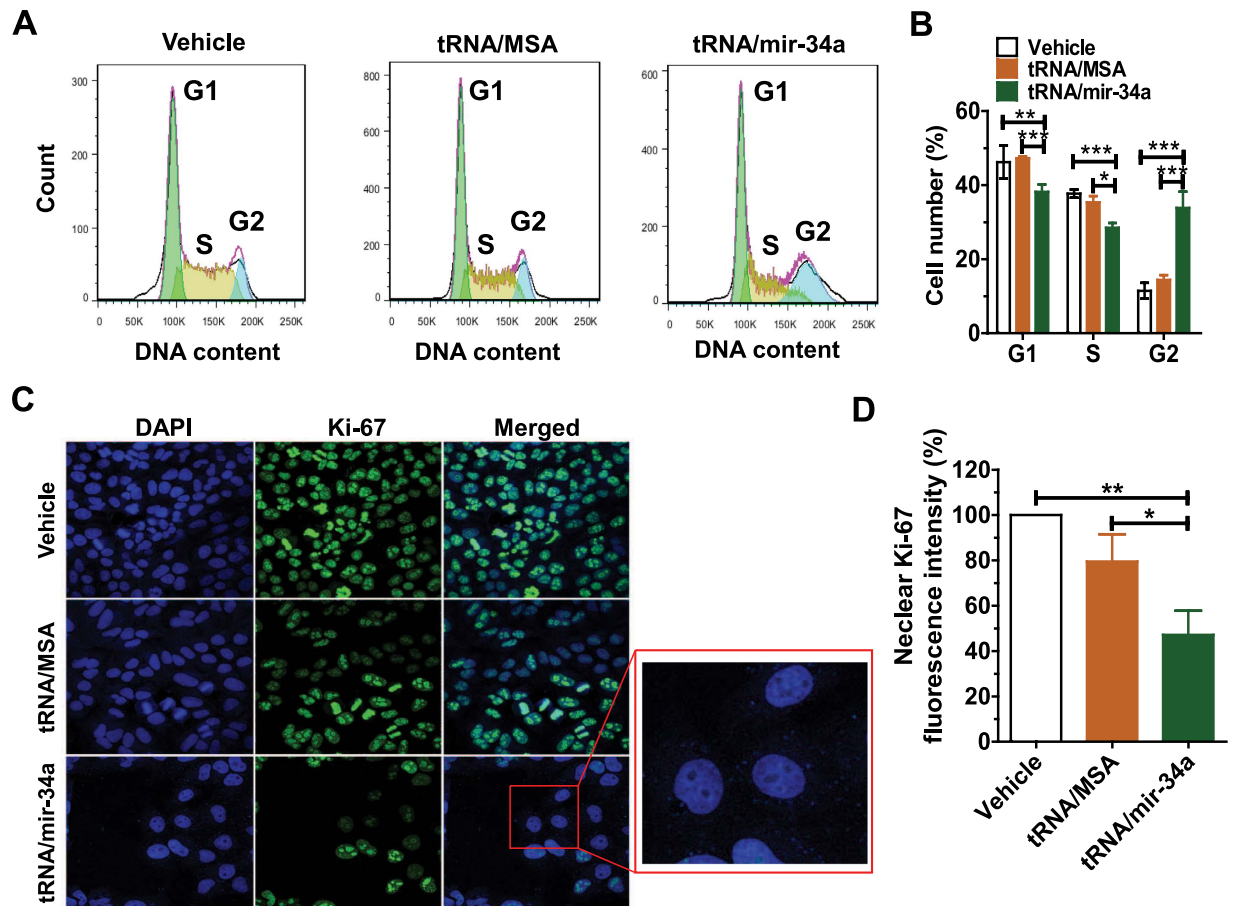 A
Vehicle
tRNA/MSA
tRNA/mir-34a
Count
300
200
100
50
0
G1
S
G2
0 50K 100K 150K 200K 250K
DNA content
800
600
400
200
0
G1
S
G2
0 50K 100K 150K 200K 250K
DNA content
600
400
200
0
G1
S
G2
0 50K 100K 150K 200K 250K
DNA content
B
Vehicle
tRNA/MSA
tRNA/mir-34a
Cell number (%)
60
40
20
0
**
***
***
*
***
***
G1 S G2
C
DAPI Ki-67 Merged
Vehicle
tRNA/MSA
tRNA/mir-34a
D
Neclear Ki-67
fluorescence intensity (%)
120
100
80
60
40
20
0
**
*
Vehicle
tRNA/MSA
tRNA/mir-34a